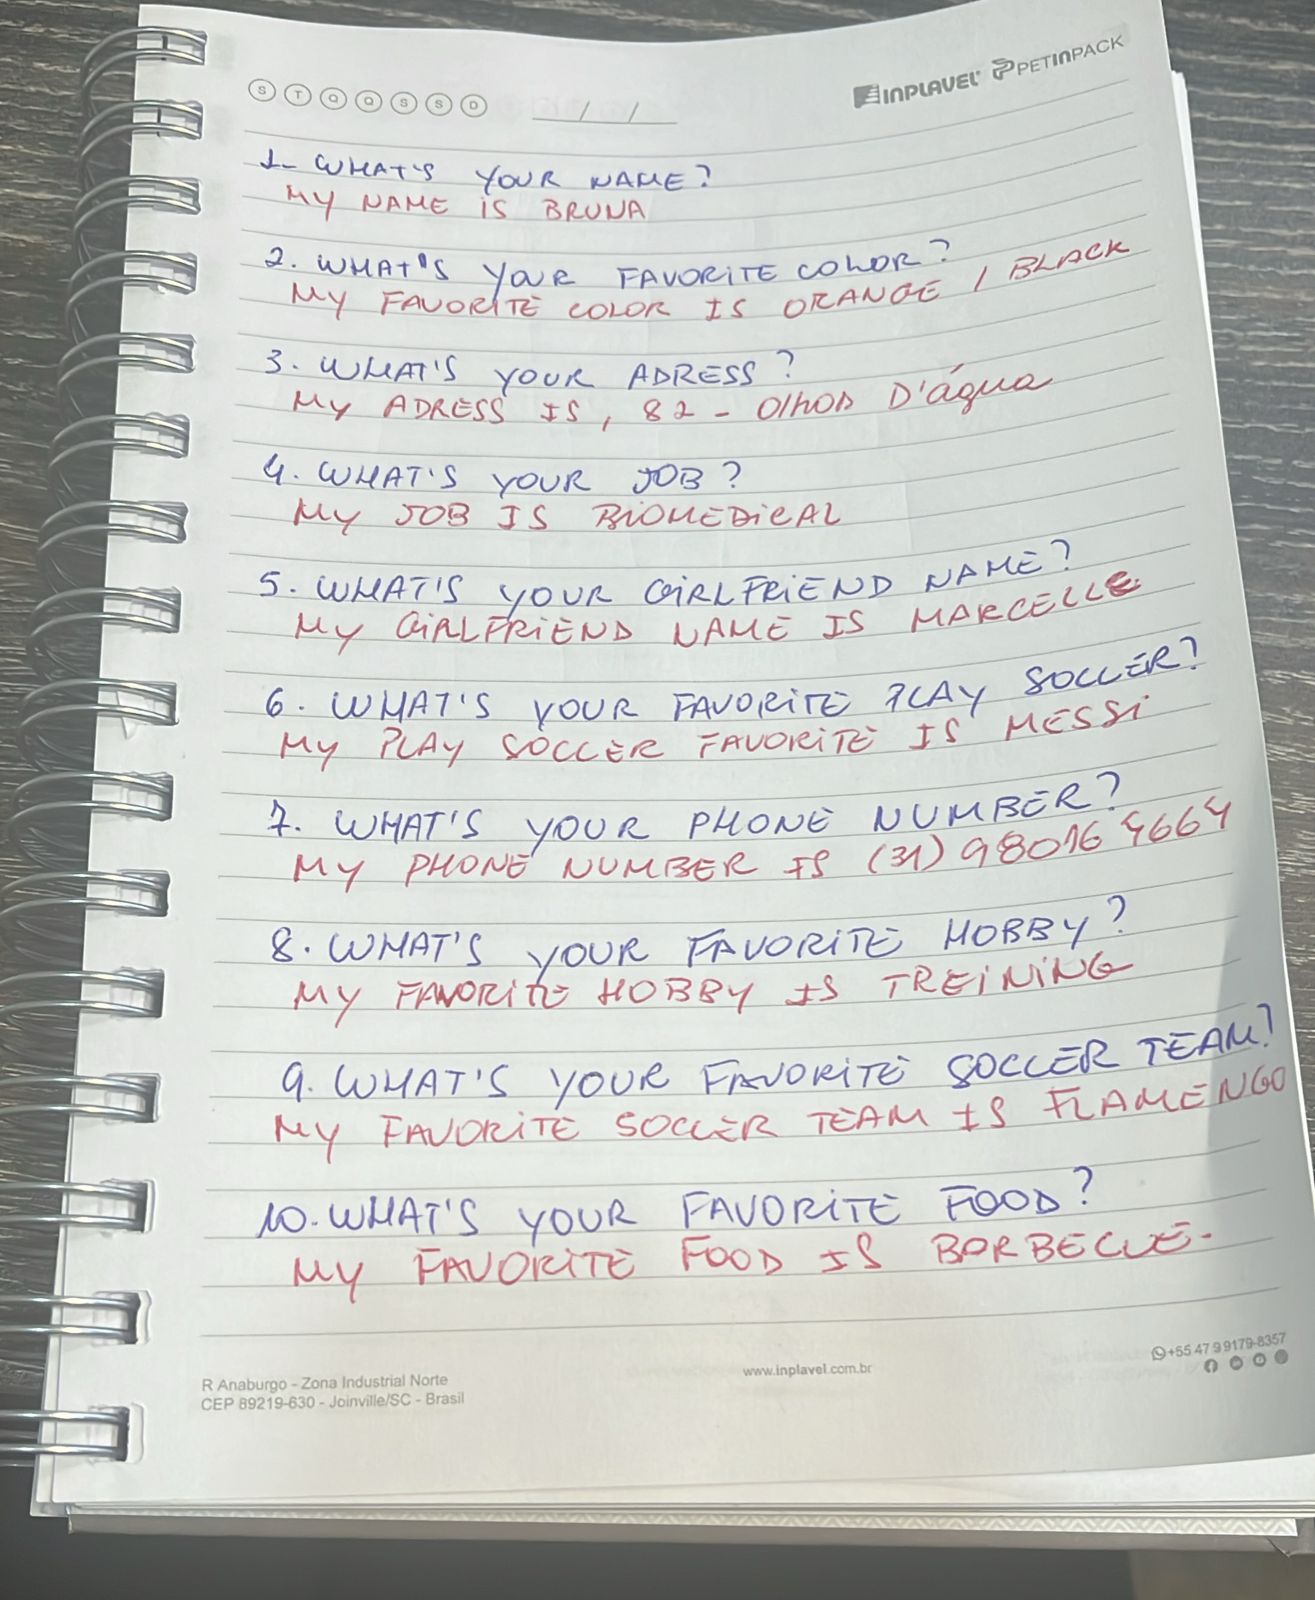 S T Q Q S S D / /
INPLAVEL PETINPACK
1- WHAT'S YOUR NAME?
MY NAME IS BRUNA
2. WHAT'S YOUR FAVORITE COLOR?
MY FAVORITE COLOR IS ORANGE / BLACK
3. WHAT'S YOUR ADRESS?
MY ADRESS IS, 82 - OlhOD D'água
4. WHAT'S YOUR JOB?
MY JOB IS BIOMEDICAL
5. WHAT'S YOUR GIRLFRIEND NAME?
MY GIRLFRIEND NAME IS MARCELLE
6. WHAT'S YOUR FAVORITE PLAY SOCCER?
MY PLAY SOCCER FAVORITE IS MESSI
7. WHAT'S YOUR PHONE NUMBER?
MY PHONE NUMBER IS (31) 98016 4664
8. WHAT'S YOUR FAVORITE HOBBY?
MY FAVORITE HOBBY IS TREINING
9. WHAT'S YOUR FAVORITE SOCCER TEAM?
MY FAVORITE SOCCER TEAM IS FLAMENGO
10. WHAT'S YOUR FAVORITE FOOD?
MY FAVORITE FOOD IS BORBECUE.
R Anaburgo - Zona Industrial Norte
CEP 89219-630 - Joinville/SC - Brasil
www.inplavel.com.br
+55 47 9 9179-8357